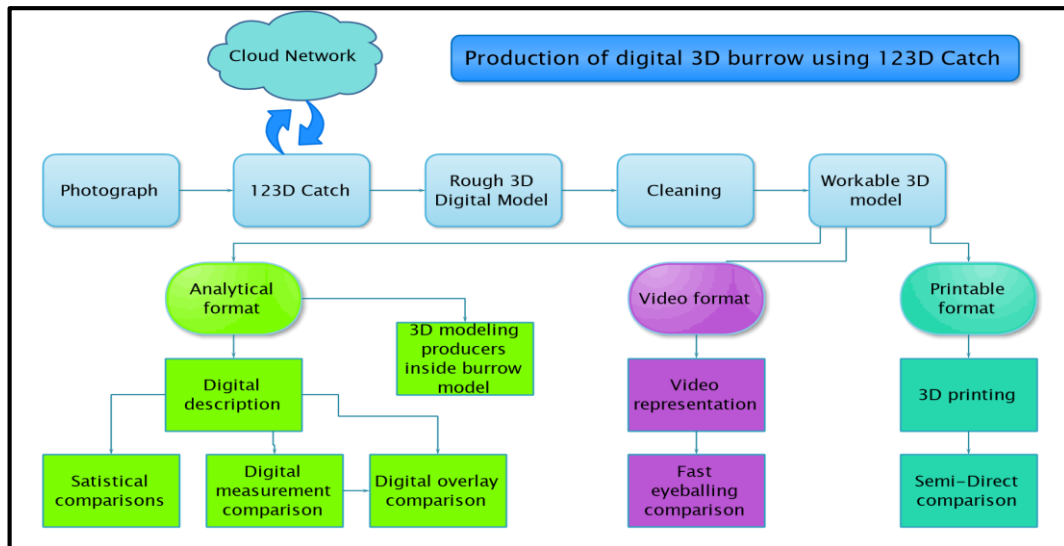 Cloud Network
Production of digital 3D burrow using 123D Catch
Photograph
123D Catch
Rough 3D
Digital Model
Cleaning
Workable 3D
model
Analytical
format
Video format
Printable
format
3D modeling
producers
inside burrow
model
Digital
description
Video
representation
3D printing
Satistical
comparisons
Digital
measurement
comparison
Digital overlay
comparison
Fast
eyeballing
comparison
Semi-Direct
comparison